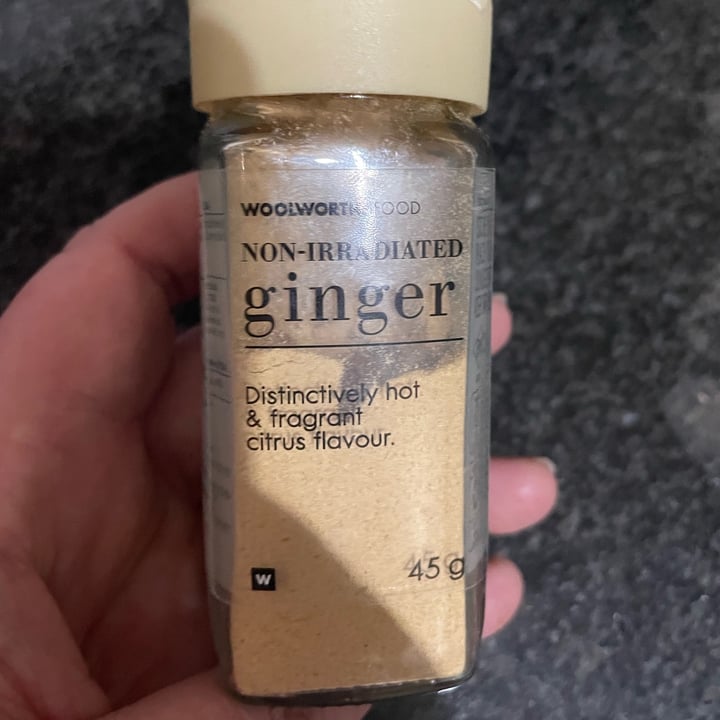 WOOLWORTHS FOOD
NON-IRRADIATED
ginger
Distinctively hot
& fragrant
citrus flavour.
W
45 g